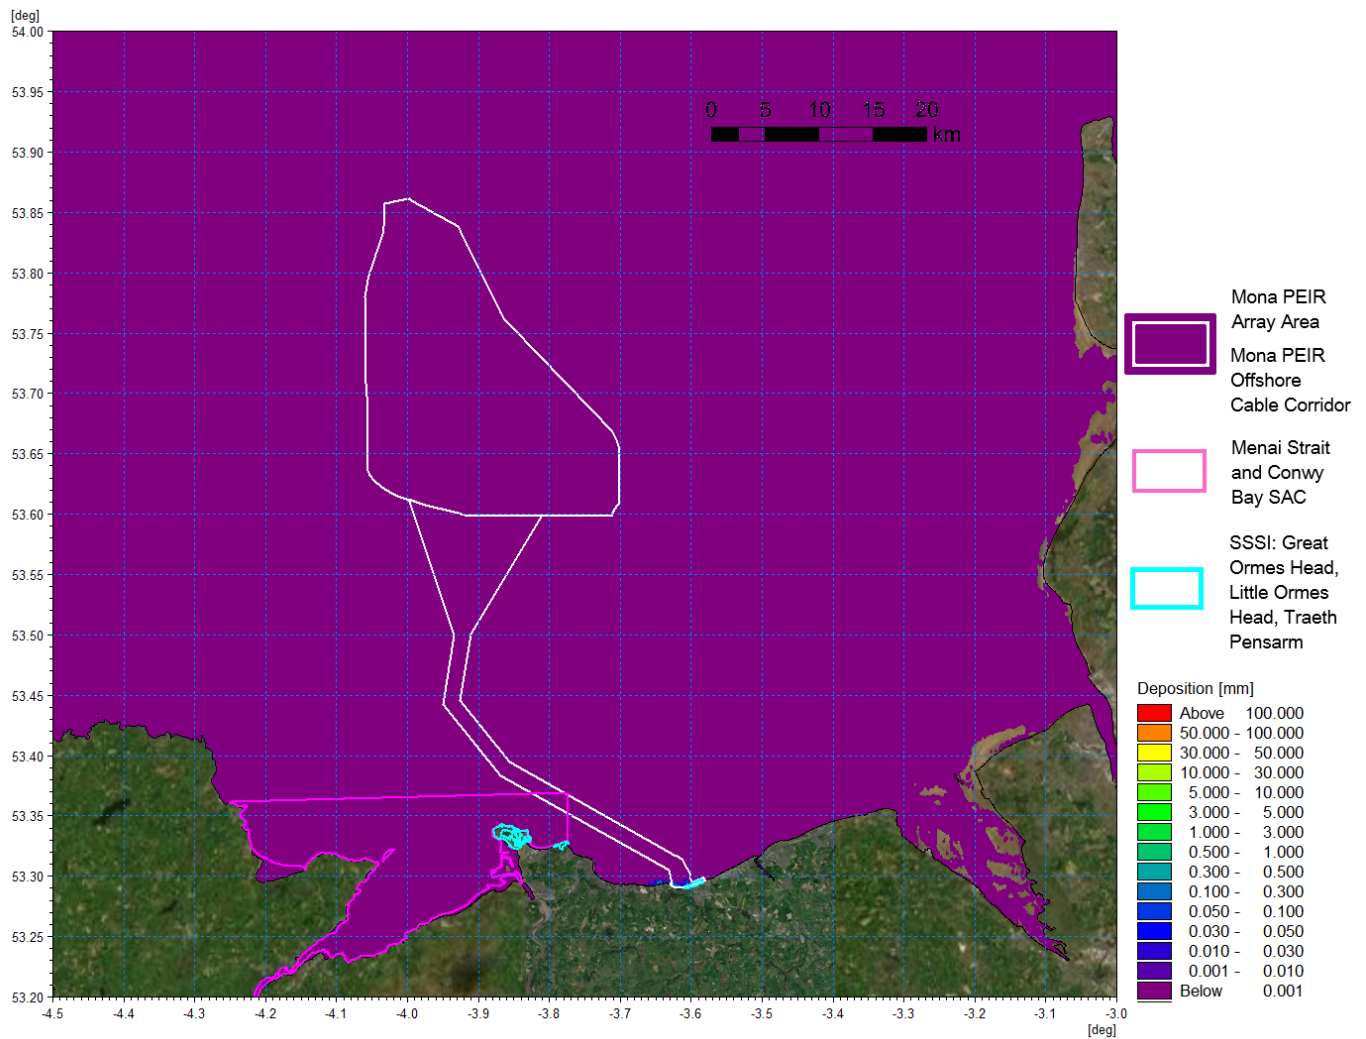 [deg]
54.00
53.95
53.90
53.85
53.80
53.75
53.70
53.65
53.60
53.55
53.50
53.45
53.40
53.35
53.30
53.25
53.20
-4.5 -4.4 -4.3 -4.2 -4.1 -4.0 -3.9 -3.8 -3.7 -3.6 -3.5 -3.4 -3.3 -3.2 -3.1 -3.0
[deg]
0 5 10 15 20
km
Mona PEIR
Array Area
Mona PEIR
Offshore
Cable Corridor
Menai Strait
and Conwy
Bay SAC
SSSI: Great
Ormes Head,
Little Ormes
Head, Traeth
Pensarm
Deposition [mm]
Above 100.000
50.000 - 100.000
30.000 - 50.000
10.000 - 30.000
5.000 - 10.000
3.000 - 5.000
1.000 - 3.000
0.500 - 1.000
0.300 - 0.500
0.100 - 0.300
0.050 - 0.100
0.030 - 0.050
0.010 - 0.030
0.001 - 0.010
Below 0.001